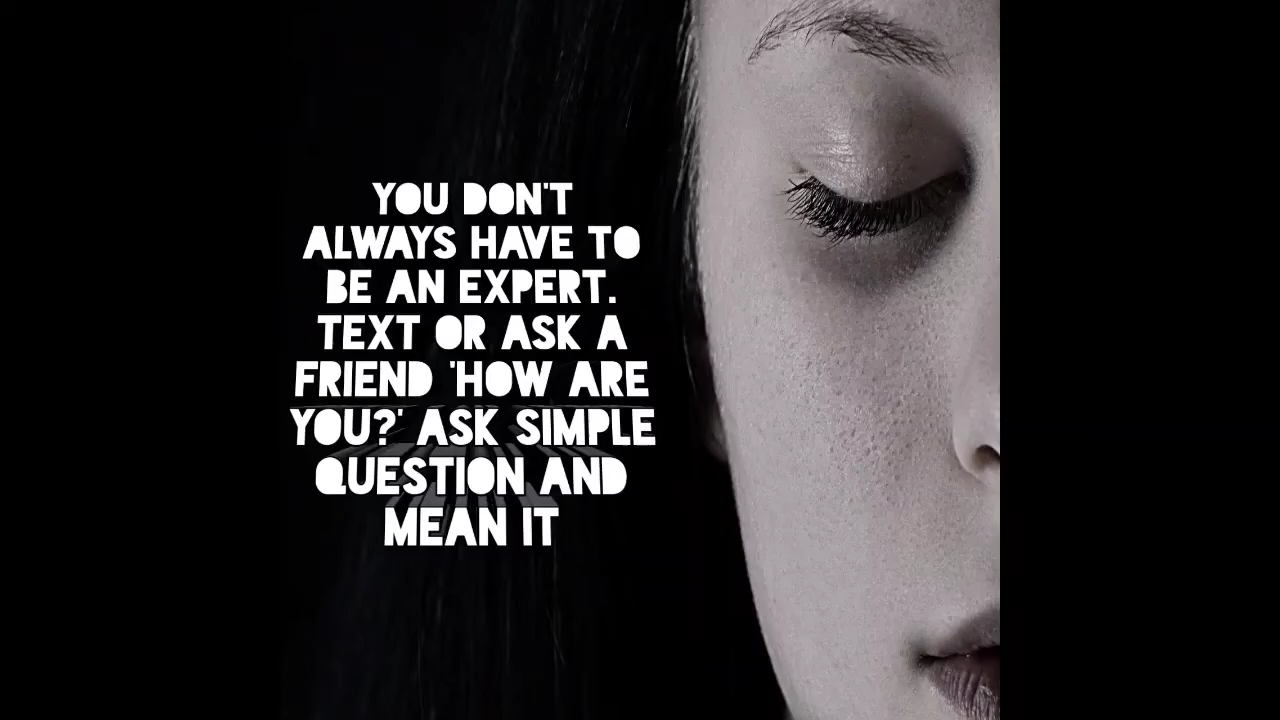 YOU DON'T
ALWAYS HAVE TO
BE AN EXPERT.
TEXT OR ASK A
FRIEND 'HOW ARE
YOU?' ASK SIMPLE
QUESTION AND
MEAN IT